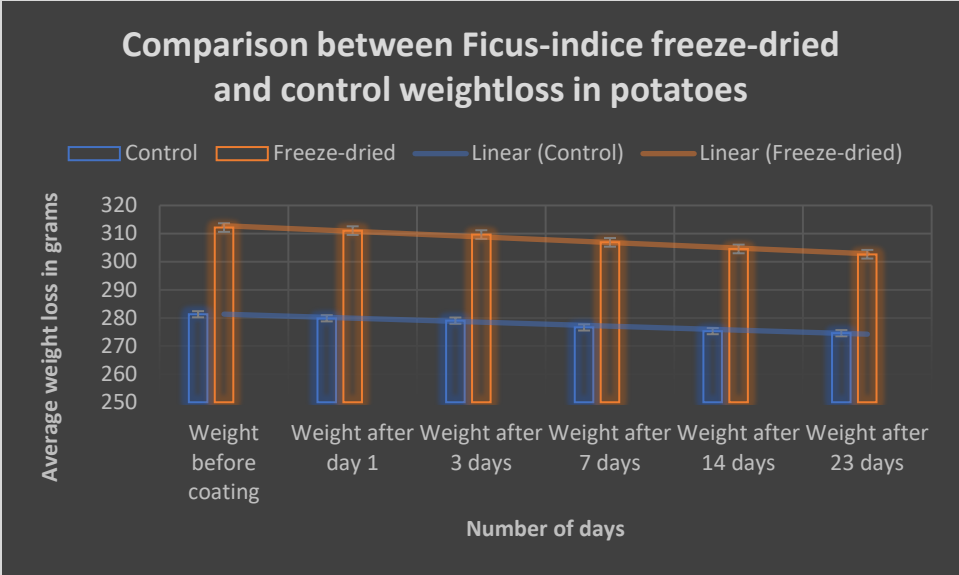 Comparison between Ficus-indice freeze-dried
and control weightloss in potatoes
Control Freeze-dried Linear (Control) Linear (Freeze-dried)
Average weight loss in grams
320
310
300
290
280
270
260
250
Weight before coating
Weight after day 1
Weight after 3 days
Weight after 7 days
Weight after 14 days
Weight after 23 days
Number of days